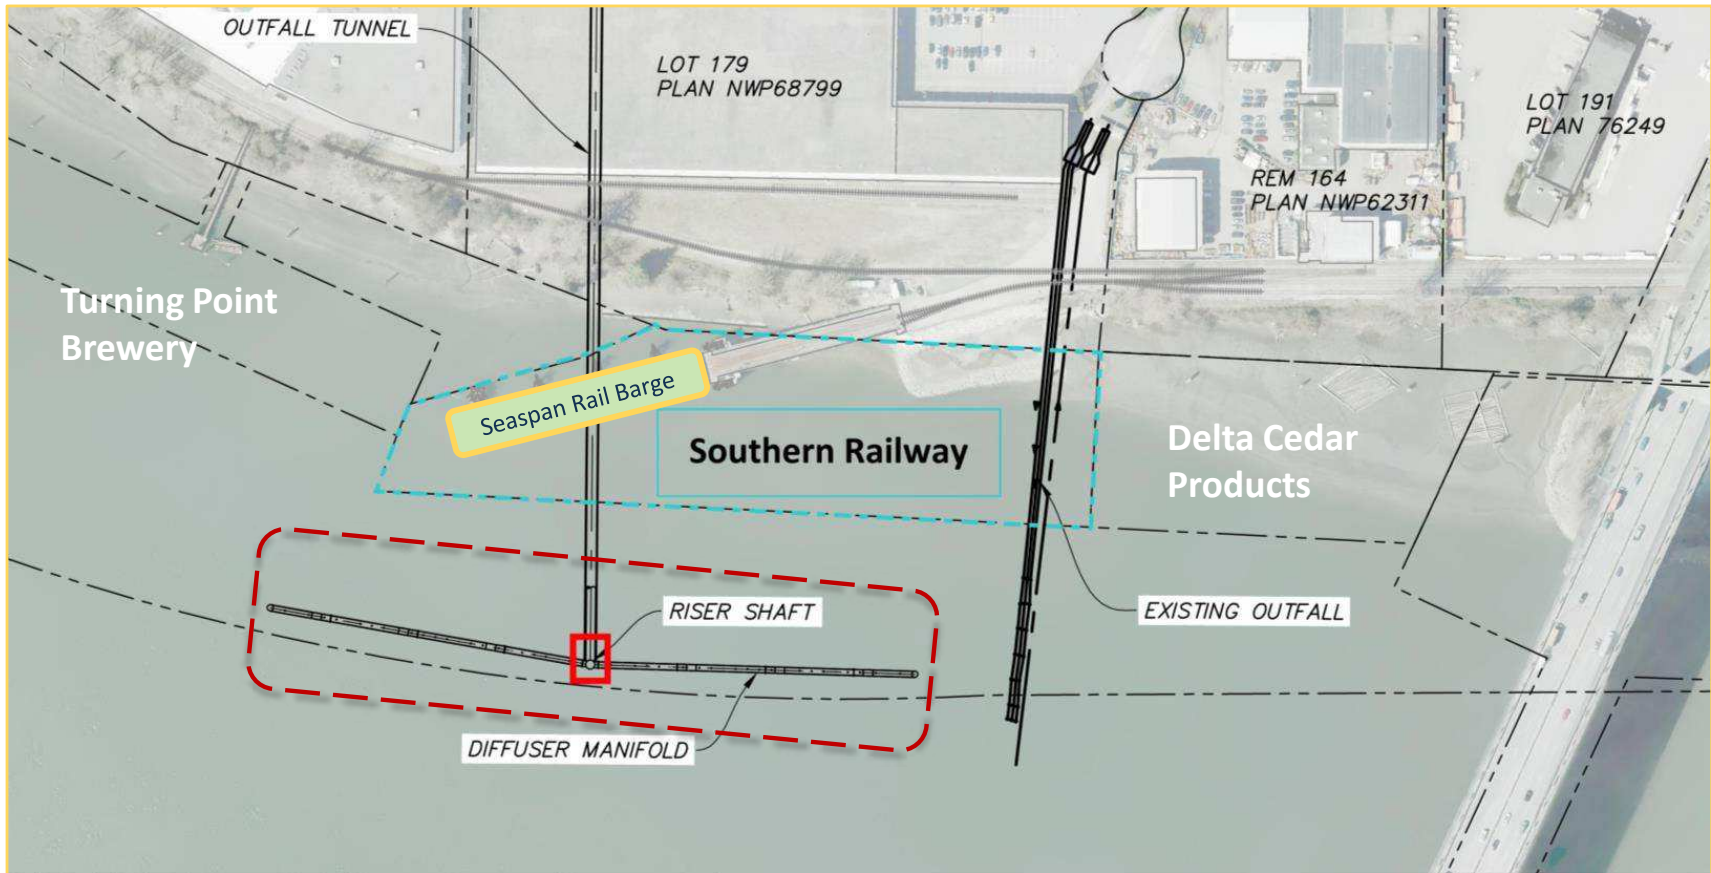 OUTFALL TUNNEL
LOT 179
PLAN NWP68799
LOT 191
PLAN 76249
REM 164
PLAN NWP62311
Turning Point
Brewery
Seaspan Rail Barge
Southern Railway
Delta Cedar
Products
RISER SHAFT
EXISTING OUTFALL
DIFFUSER MANIFOLD